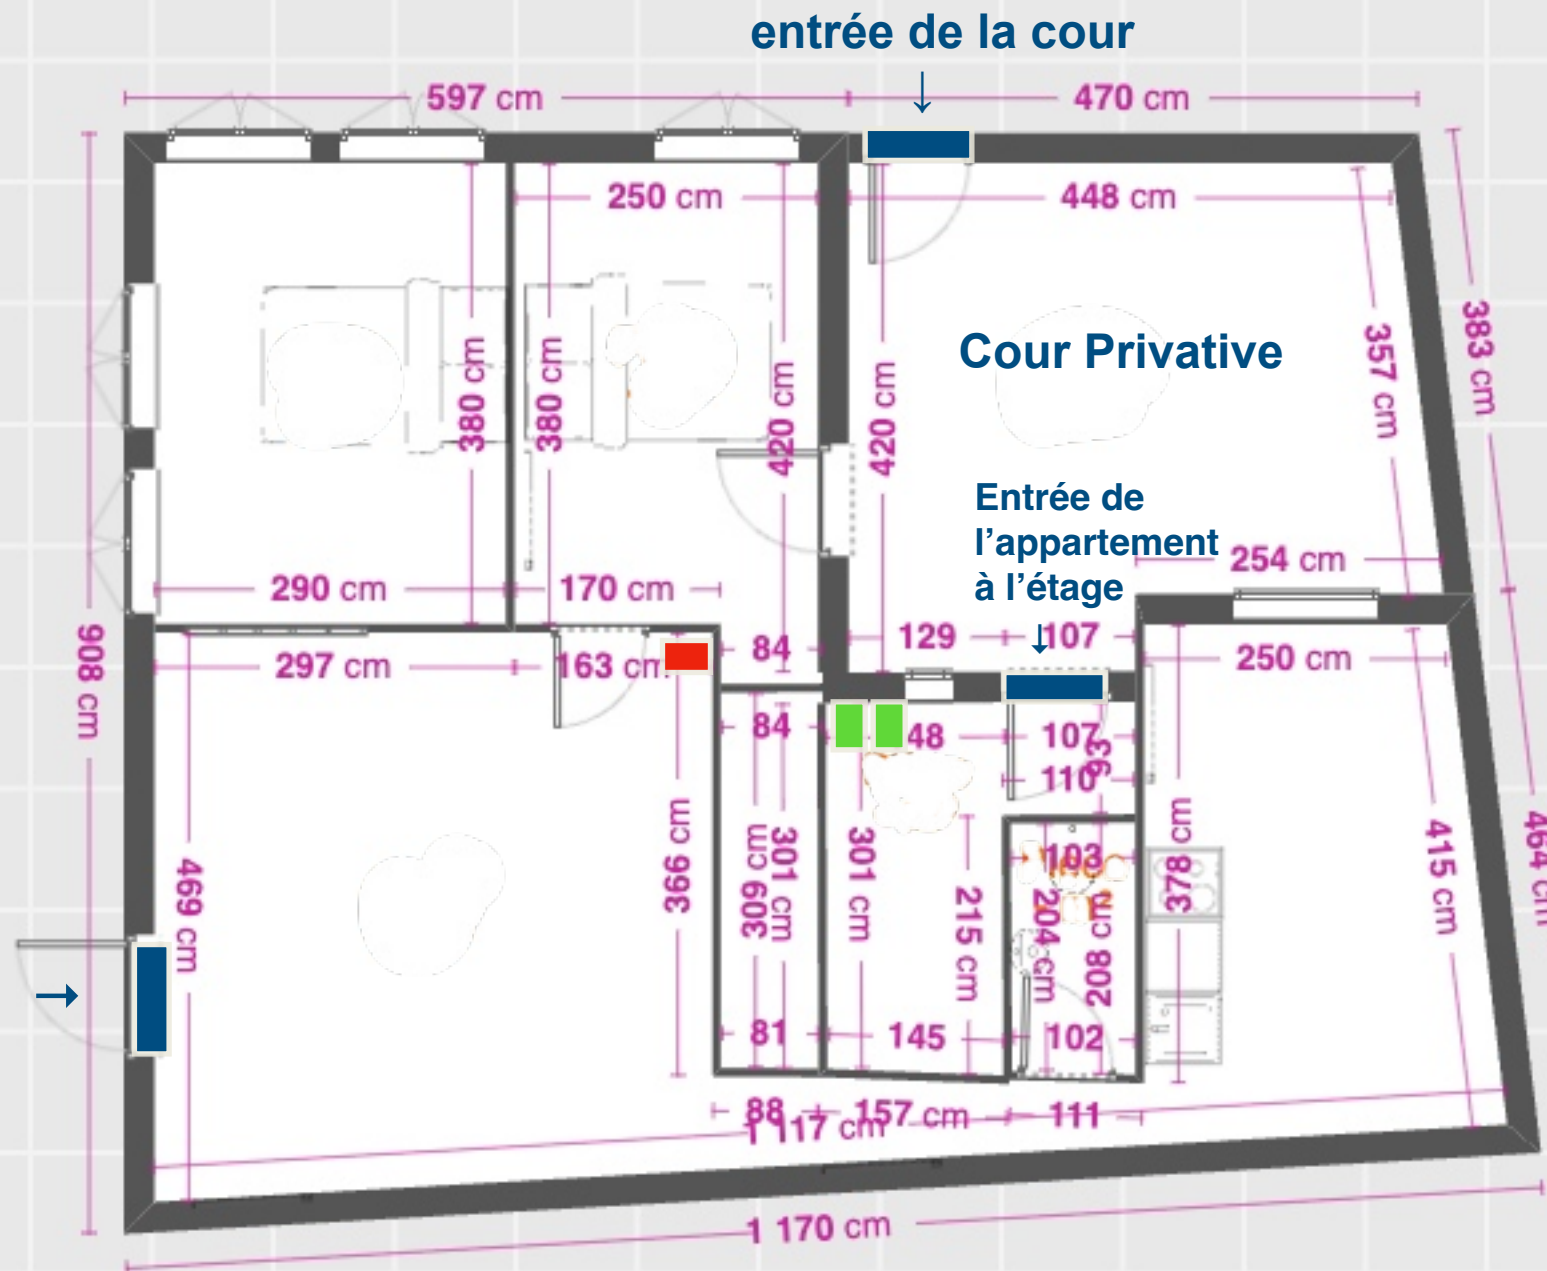 entrée de la cour
↓
597 cm
470 cm
250 cm
448 cm
383 cm
357 cm
Cour Privative
380 cm
380 cm
420 cm
420 cm
Entrée de
l’appartement
à l’étage
↓
254 cm
290 cm
170 cm
129
107
84
250 cm
297 cm
163 cm
908 cm
84
48
107
93
110
469 cm
366 cm
309 cm
301 cm
301 cm
215 cm
103
204 cm
208 cm
378 cm
415 cm
464 cm
→
81
145
102
88
157 cm
111
1 117 cm
1 170 cm